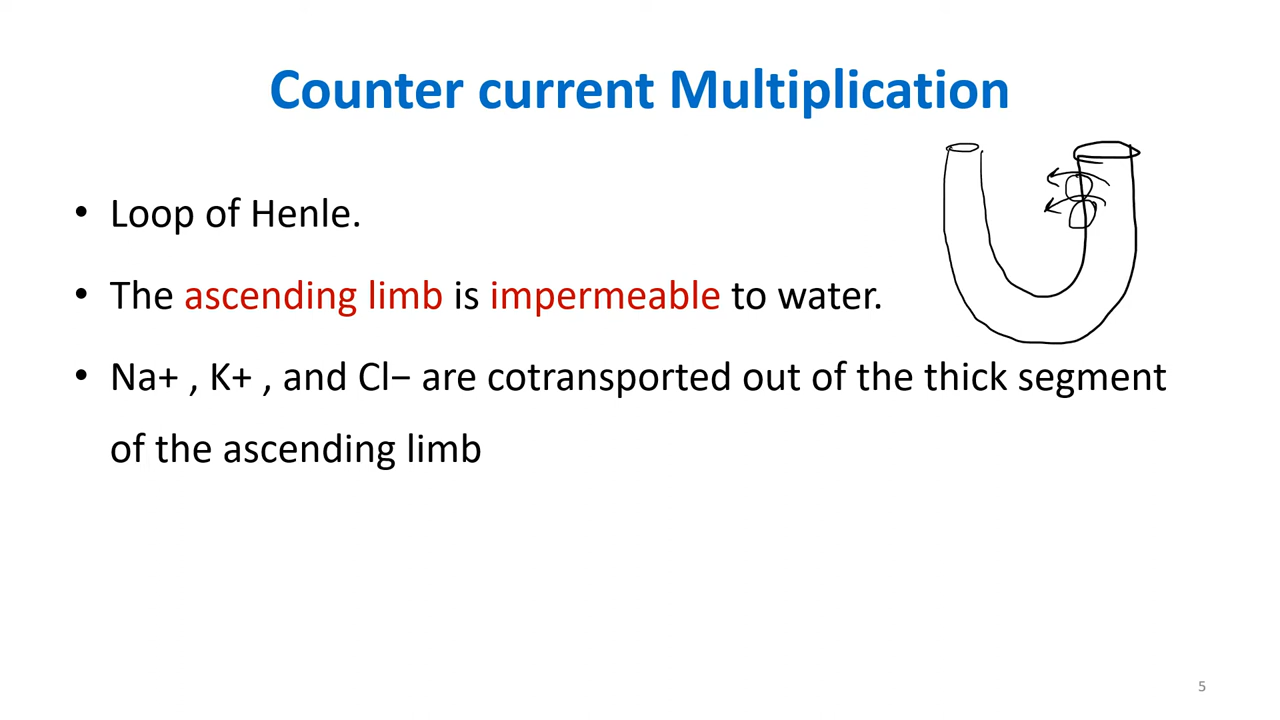 Counter current Multiplication
• Loop of Henle.
• The ascending limb is impermeable to water.
• Na+ , K+ , and Cl− are cotransported out of the thick segment
of the ascending limb
5